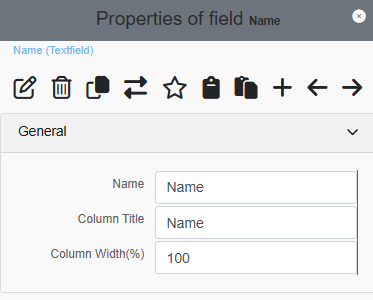 Properties of field Name
Name (Textfield)
General
Name Name
Column Title Name
Column Width(%) 100